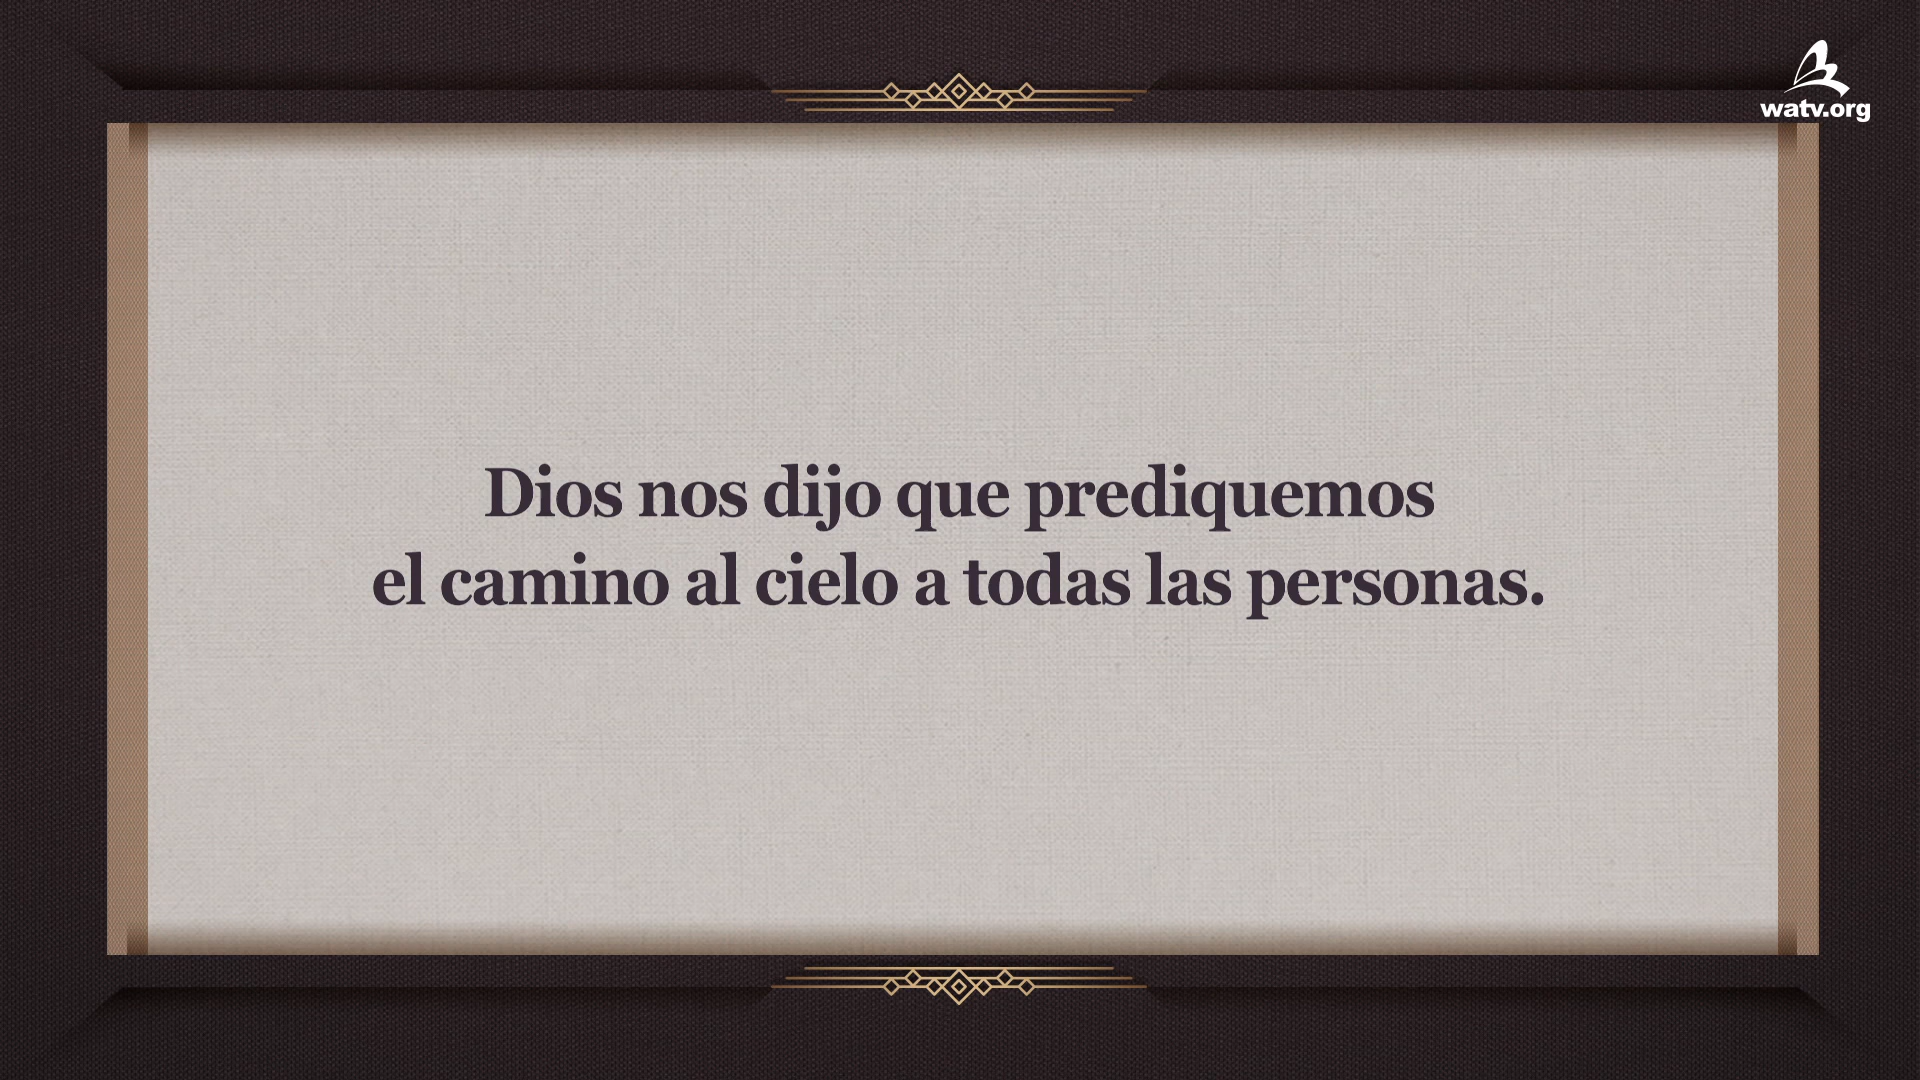 watv.org
Dios nos dijo que prediquemos
el camino al cielo a todas las personas.